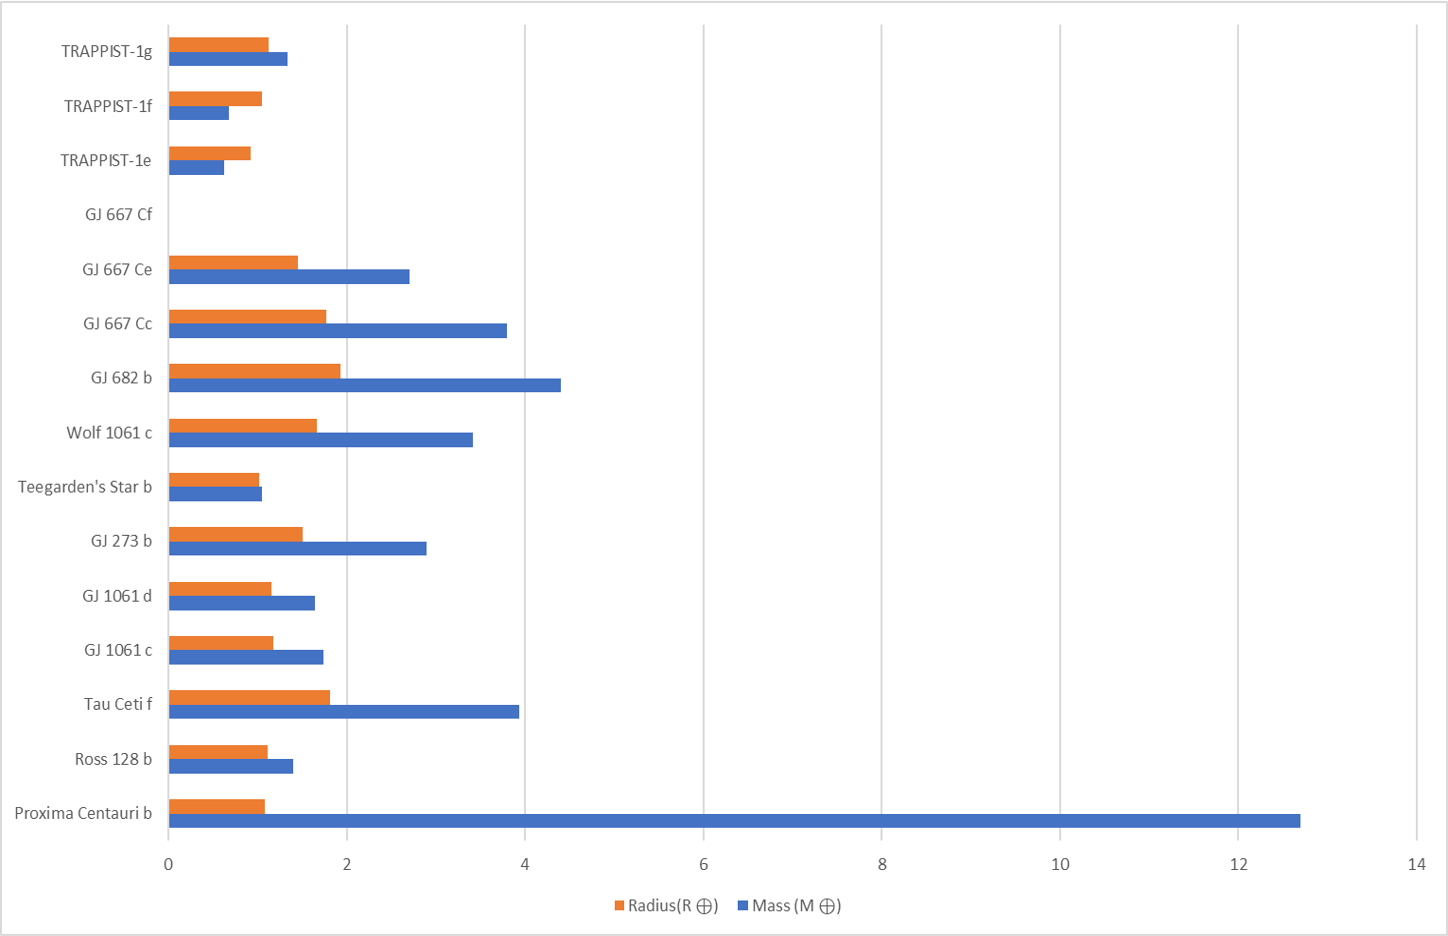 TRAPPIST-1g
TRAPPIST-1f
TRAPPIST-1e
GJ 667 Cf
GJ 667 Ce
GJ 667 Cc
GJ 682 b
Wolf 1061 c
Teegarden's Star b
GJ 273 b
GJ 1061 d
GJ 1061 c
Tau Ceti f
Ross 128 b
Proxima Centauri b
0 2 4 6 8 10 12 14
Radius(R ⊕) Mass (M ⊕)